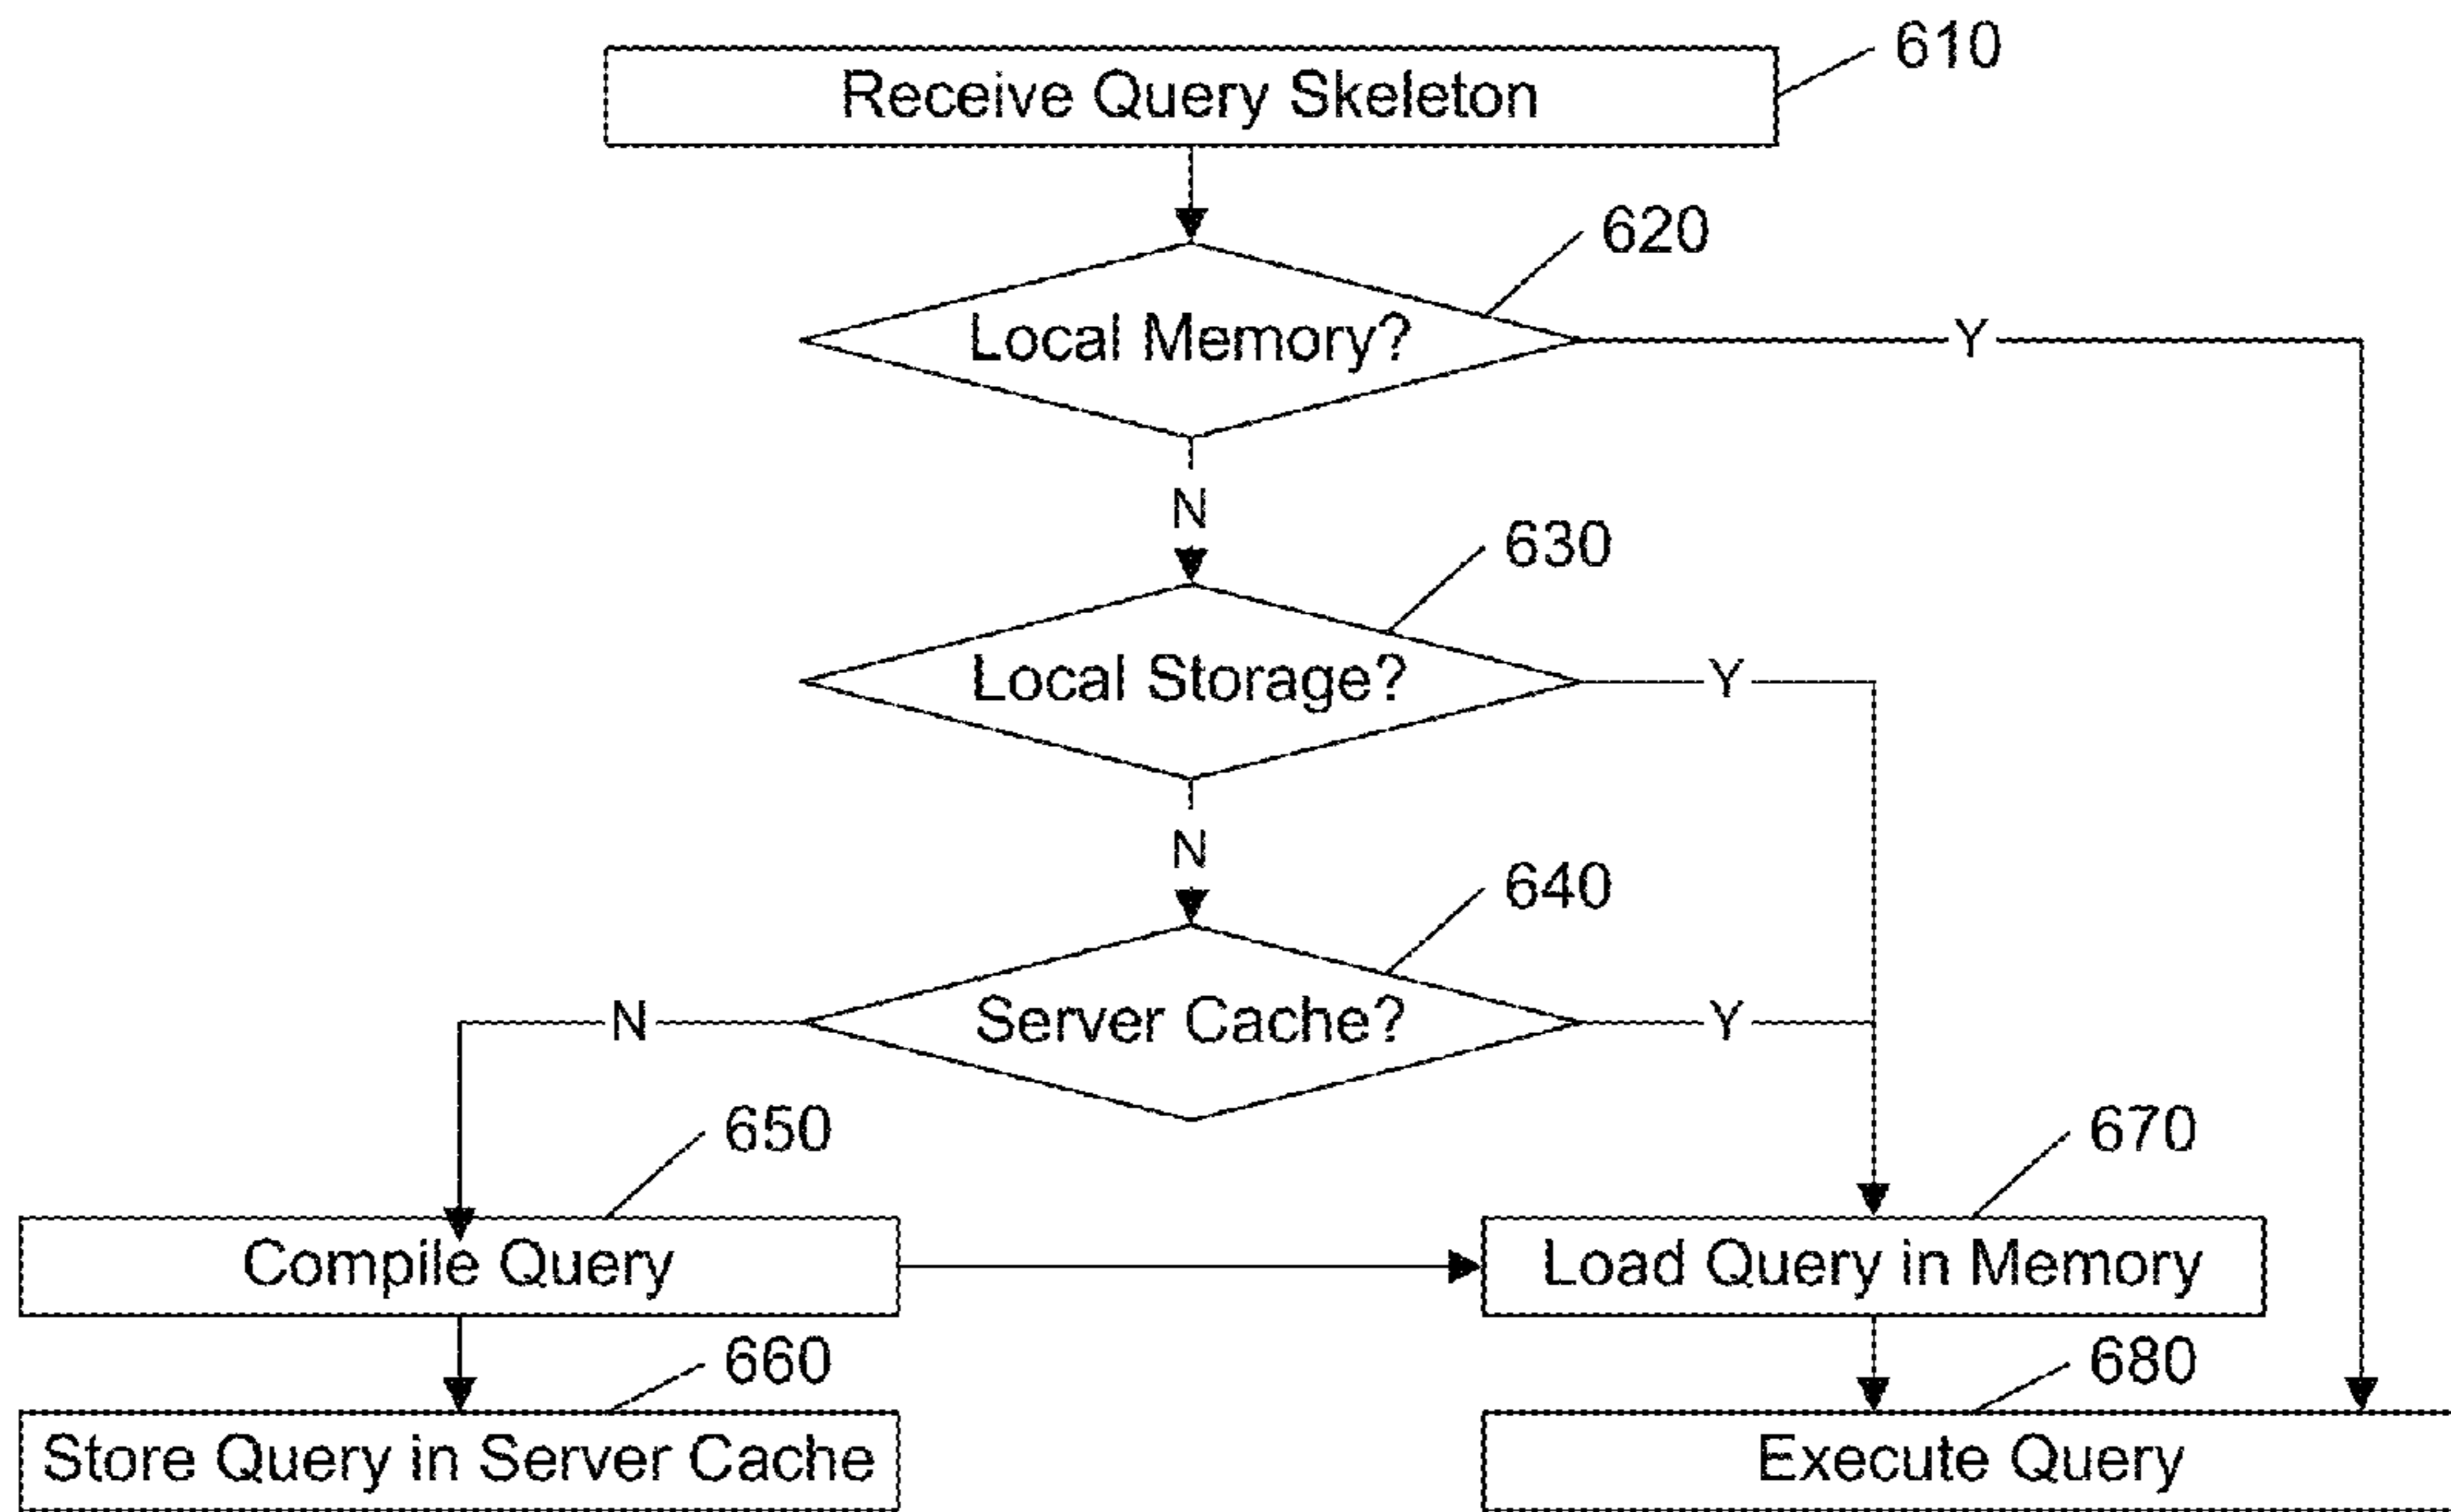 610
Receive Query Skeleton
620
Local Memory?
Y
N
630
Local Storage?
Y
N
640
Server Cache?
N
Y
650
670
Compile Query
Load Query in Memory
660
680
Store Query in Server Cache
Execute Query